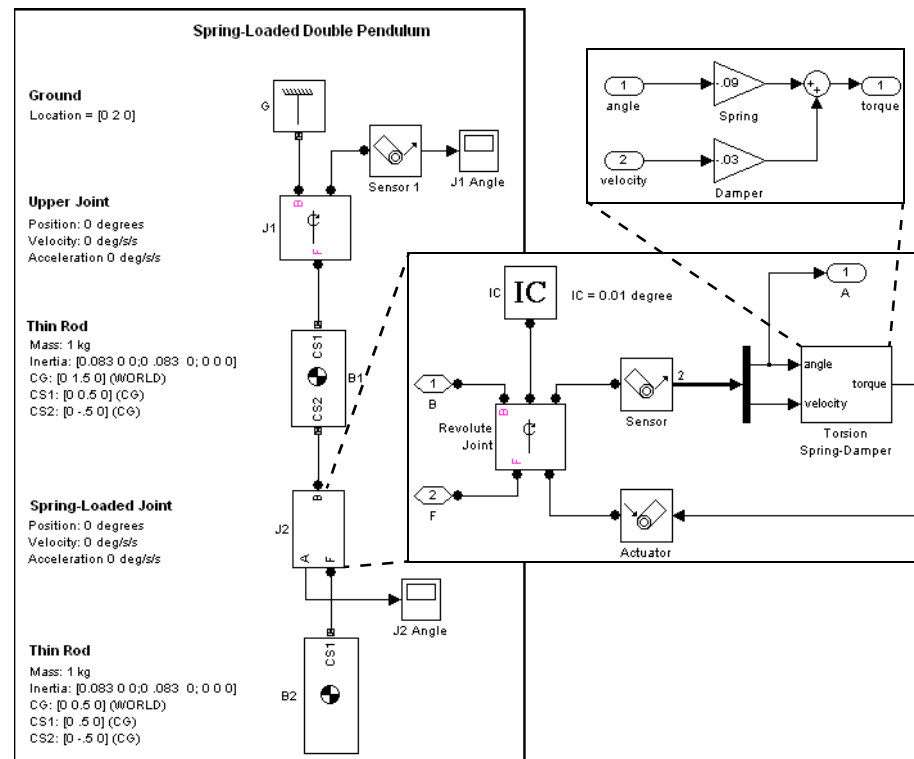 Spring-Loaded Double Pendulum
Ground
Location = [0 2 0]
G
Sensor 1
J1 Angle
Upper Joint
Position: 0 degrees
Velocity: 0 deg/s/s
Acceleration 0 deg/s/s
J1
B
F
Thin Rod
Mass: 1 kg
Inertia: [0.083 0 0;0 .083 0; 0 0 0]
CG: [0 1.5 0] (WORLD)
CS1: [0 0.5 0] (CG)
CS2: [0 -.5 0] (CG)
CS1
CS2
B1
Spring-Loaded Joint
Position: 0 degrees
Velocity: 0 deg/s/s
Acceleration 0 deg/s/s
J2
B
A
F
J2 Angle
Thin Rod
Mass: 1 kg
Inertia: [0.083 0 0;0 .083 0; 0 0 0]
CG: [0 0.5 0] (WORLD)
CS1: [0 .5 0] (CG)
CS2: [0 -.5 0] (CG)
CS1
B2
1
angle
-.09
Spring
+
+
1
torque
2
velocity
-.03
Damper
IC
IC
IC = 0.01 degree
1
A
1
B
B
Revolute
Joint
F
2
F
Sensor
2
angle
velocity
torque
Torsion
Spring-Damper
Actuator